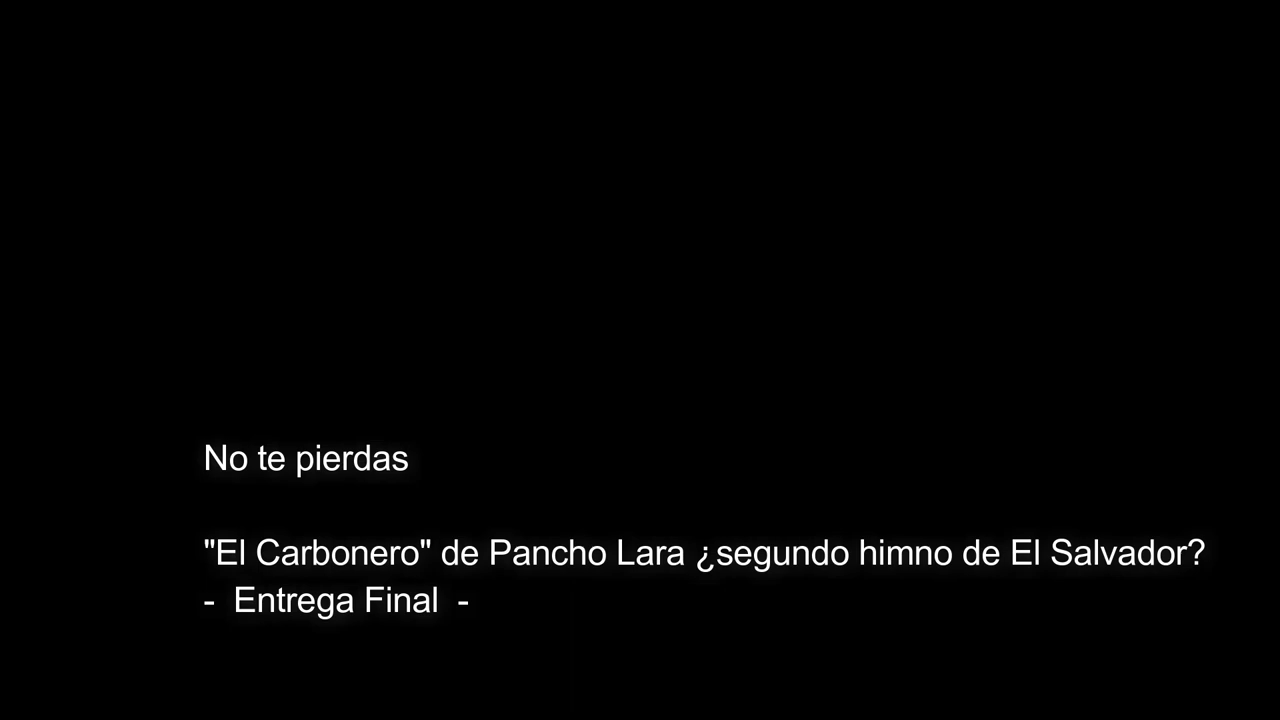 No te pierdas
"El Carbonero" de Pancho Lara ¿segundo himno de El Salvador?
- Entrega Final -